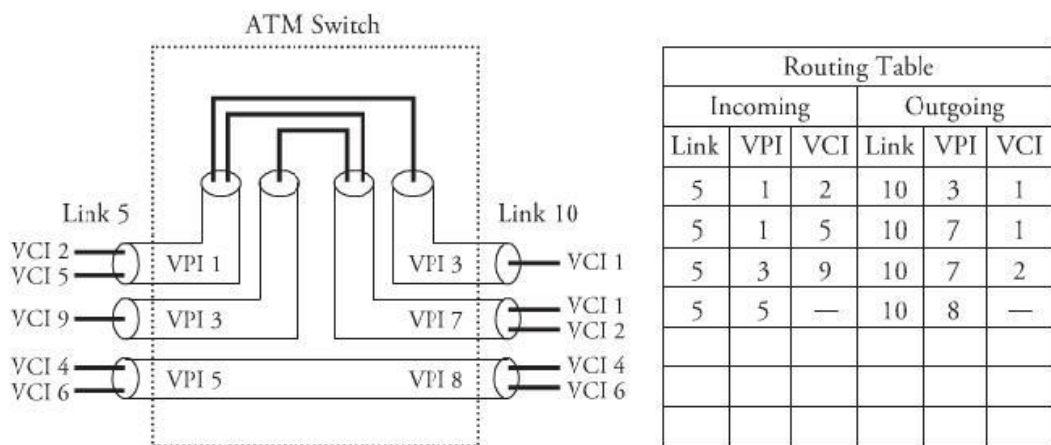 ATM Switch
Link 5
Link 10
VCI 2
VCI 5
VPI 1
VPI 3
VCI 1
VCI 9
VPI 3
VPI 7
VCI 1
VCI 2
VCI 4
VCI 6
VPI 5
VPI 8
VCI 4
VCI 6
Routing Table
Incoming Outgoing
Link VPI VCI Link VPI VCI
5 1 2 10 3 1
5 1 5 10 7 1
5 3 9 10 7 2
5 5 — 10 8 —